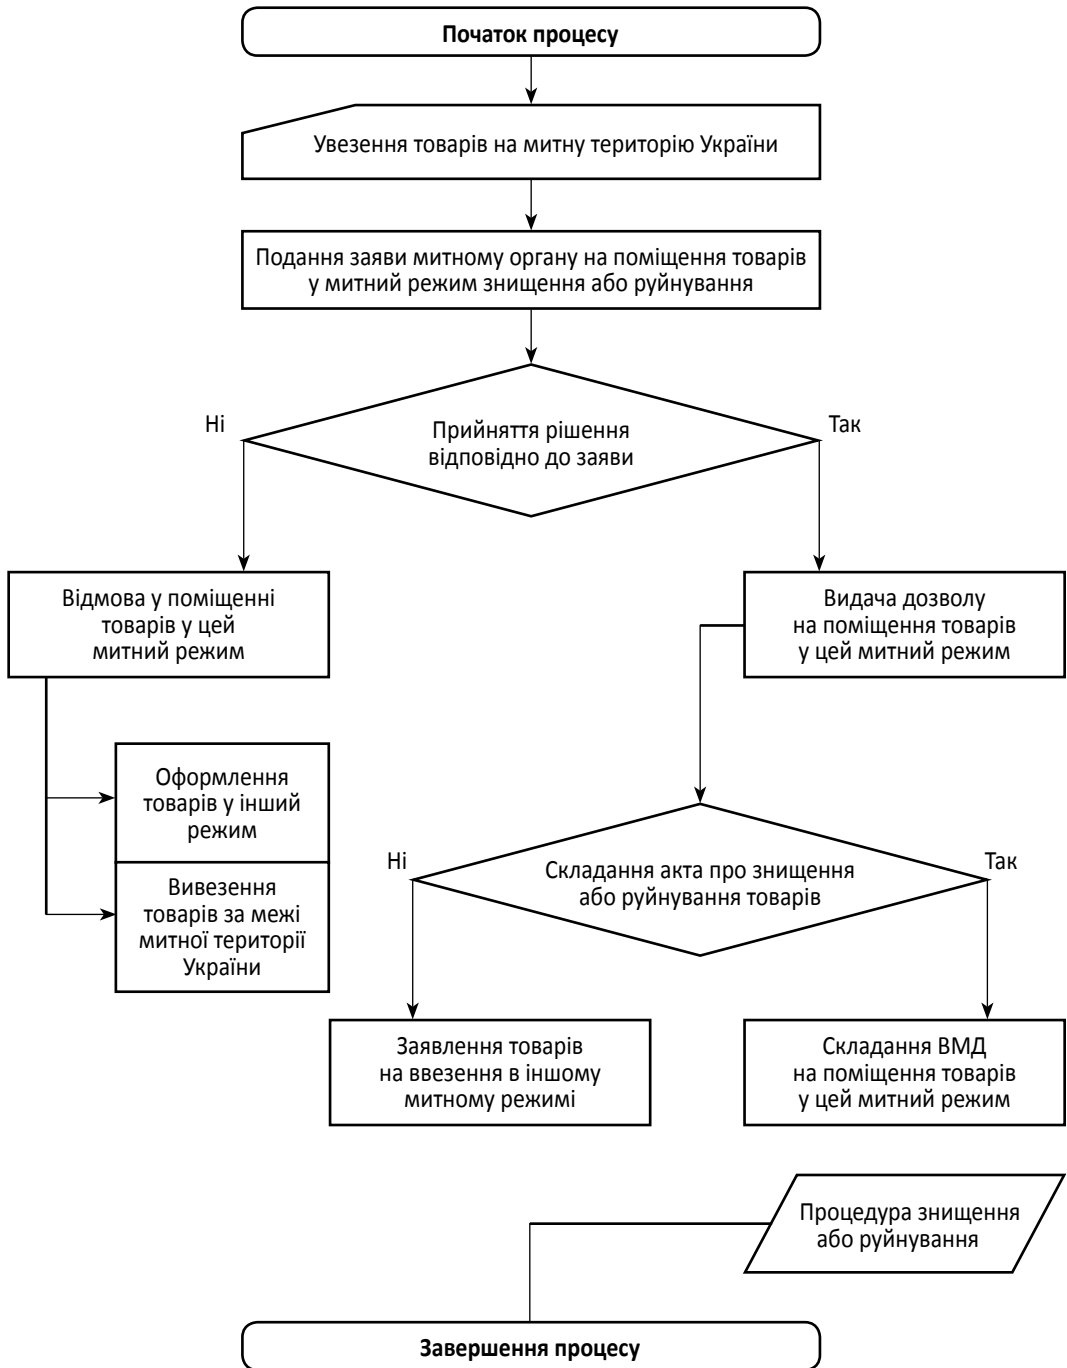 Початок процесу
Увезення товарів на митну територію України
Подання заяви митному органу на поміщення товарів
у митний режим знищення або руйнування
Ні
Так
Прийняття рішення
відповідно до заяви
Відмова у поміщенні
товарів у цей
митний режим
Видача дозволу
на поміщення товарів
у цей митний режим
Оформлення
товарів у інший
режим
Вивезення
товарів за межі
митної території
України
Ні
Так
Складання акта про знищення
або руйнування товарів
Заявлення товарів
на ввезення в іншому
митному режимі
Складання ВМД
на поміщення товарів
у цей митний режим
Процедура знищення
або руйнування
Завершення процесу